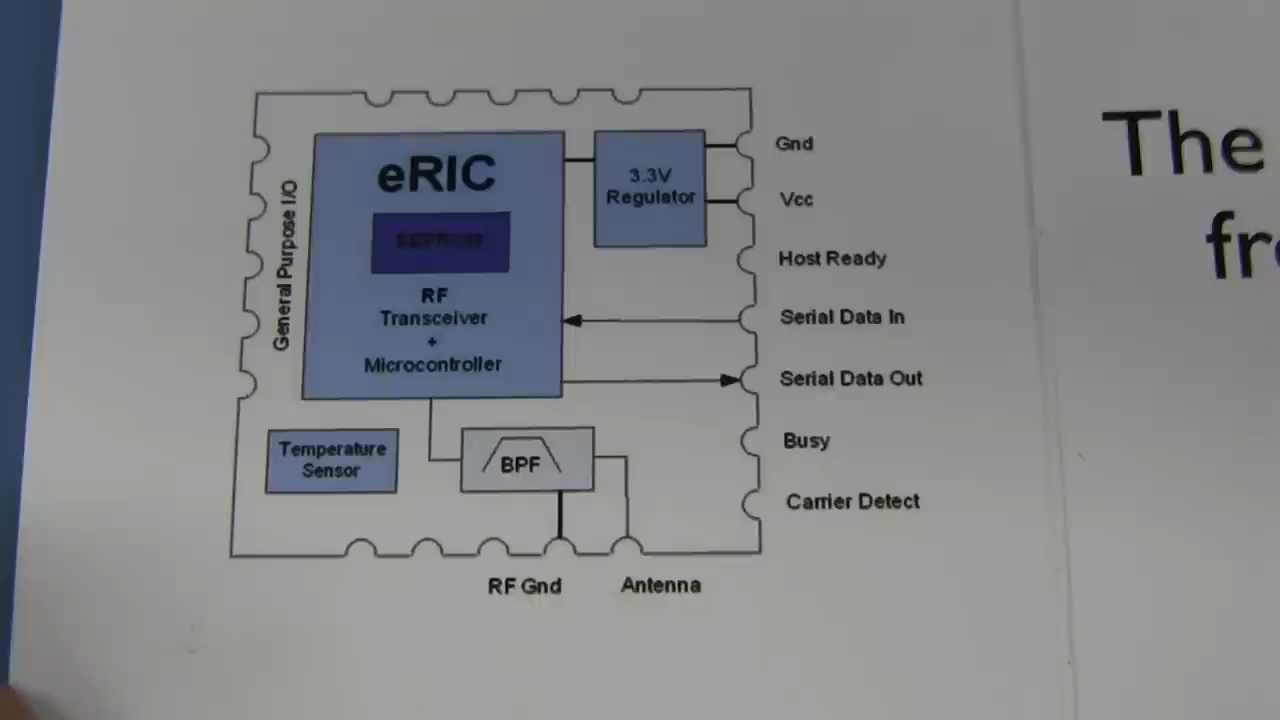 eRIC
EEPROM
RF
Transceiver
+
Microcontroller
General Purpose I/O
3.3V
Regulator
Gnd
Vcc
Host Ready
Serial Data In
Serial Data Out
Busy
Carrier Detect
Temperature
Sensor
BPF
RF Gnd
Antenna
The